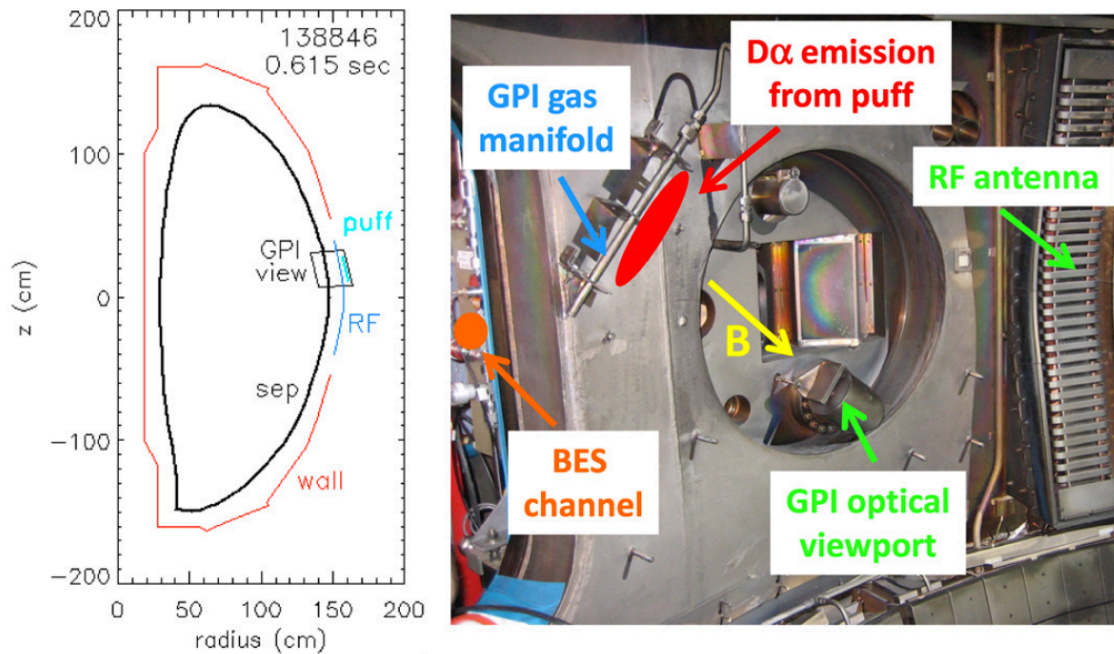 200
138846
0.615 sec
100
puff
GPI
view
z (cm)
0
RF
sep
-100
wall
-200
0 50 100 150 200
radius (cm)
GPI gas
manifold
Dα emission
from puff
RF antenna
B
BES
channel
GPI optical
viewport